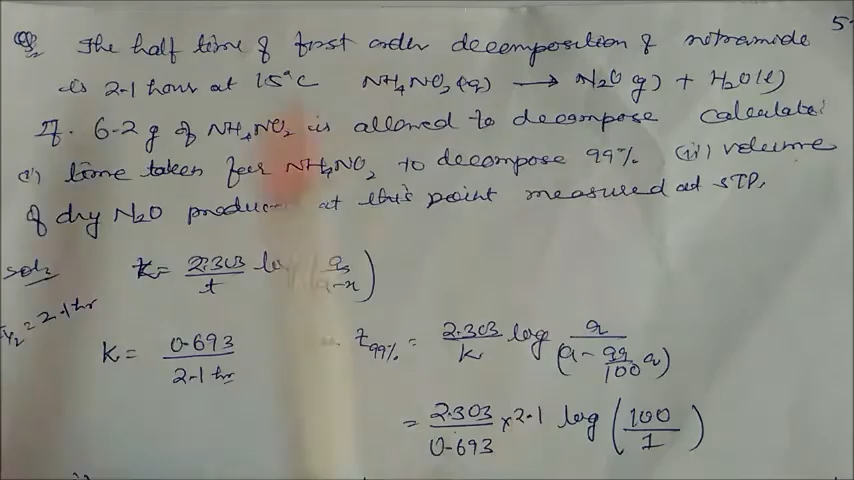 Q. The half time of first order decomposition of nitramide 5
is 2.1 hour at 15°C NH4NO2(aq) → N2O(g) + H2O(l)
If 6.2 g of NH4NO2 is allowed to decompose calculate
(i) time taken for NH4NO2 to decompose 99% (ii) volume
of dry N2O produc at this point measured at STP.
Sol: K = 2.303/t log (a/a-x)
T1/2 = 2.1 hr
K = 0.693/2.1 hr ∴ t99% = 2.303/K log a/(a - 99/100 a)
= 2.303/0.693 × 2.1 log (100/1)